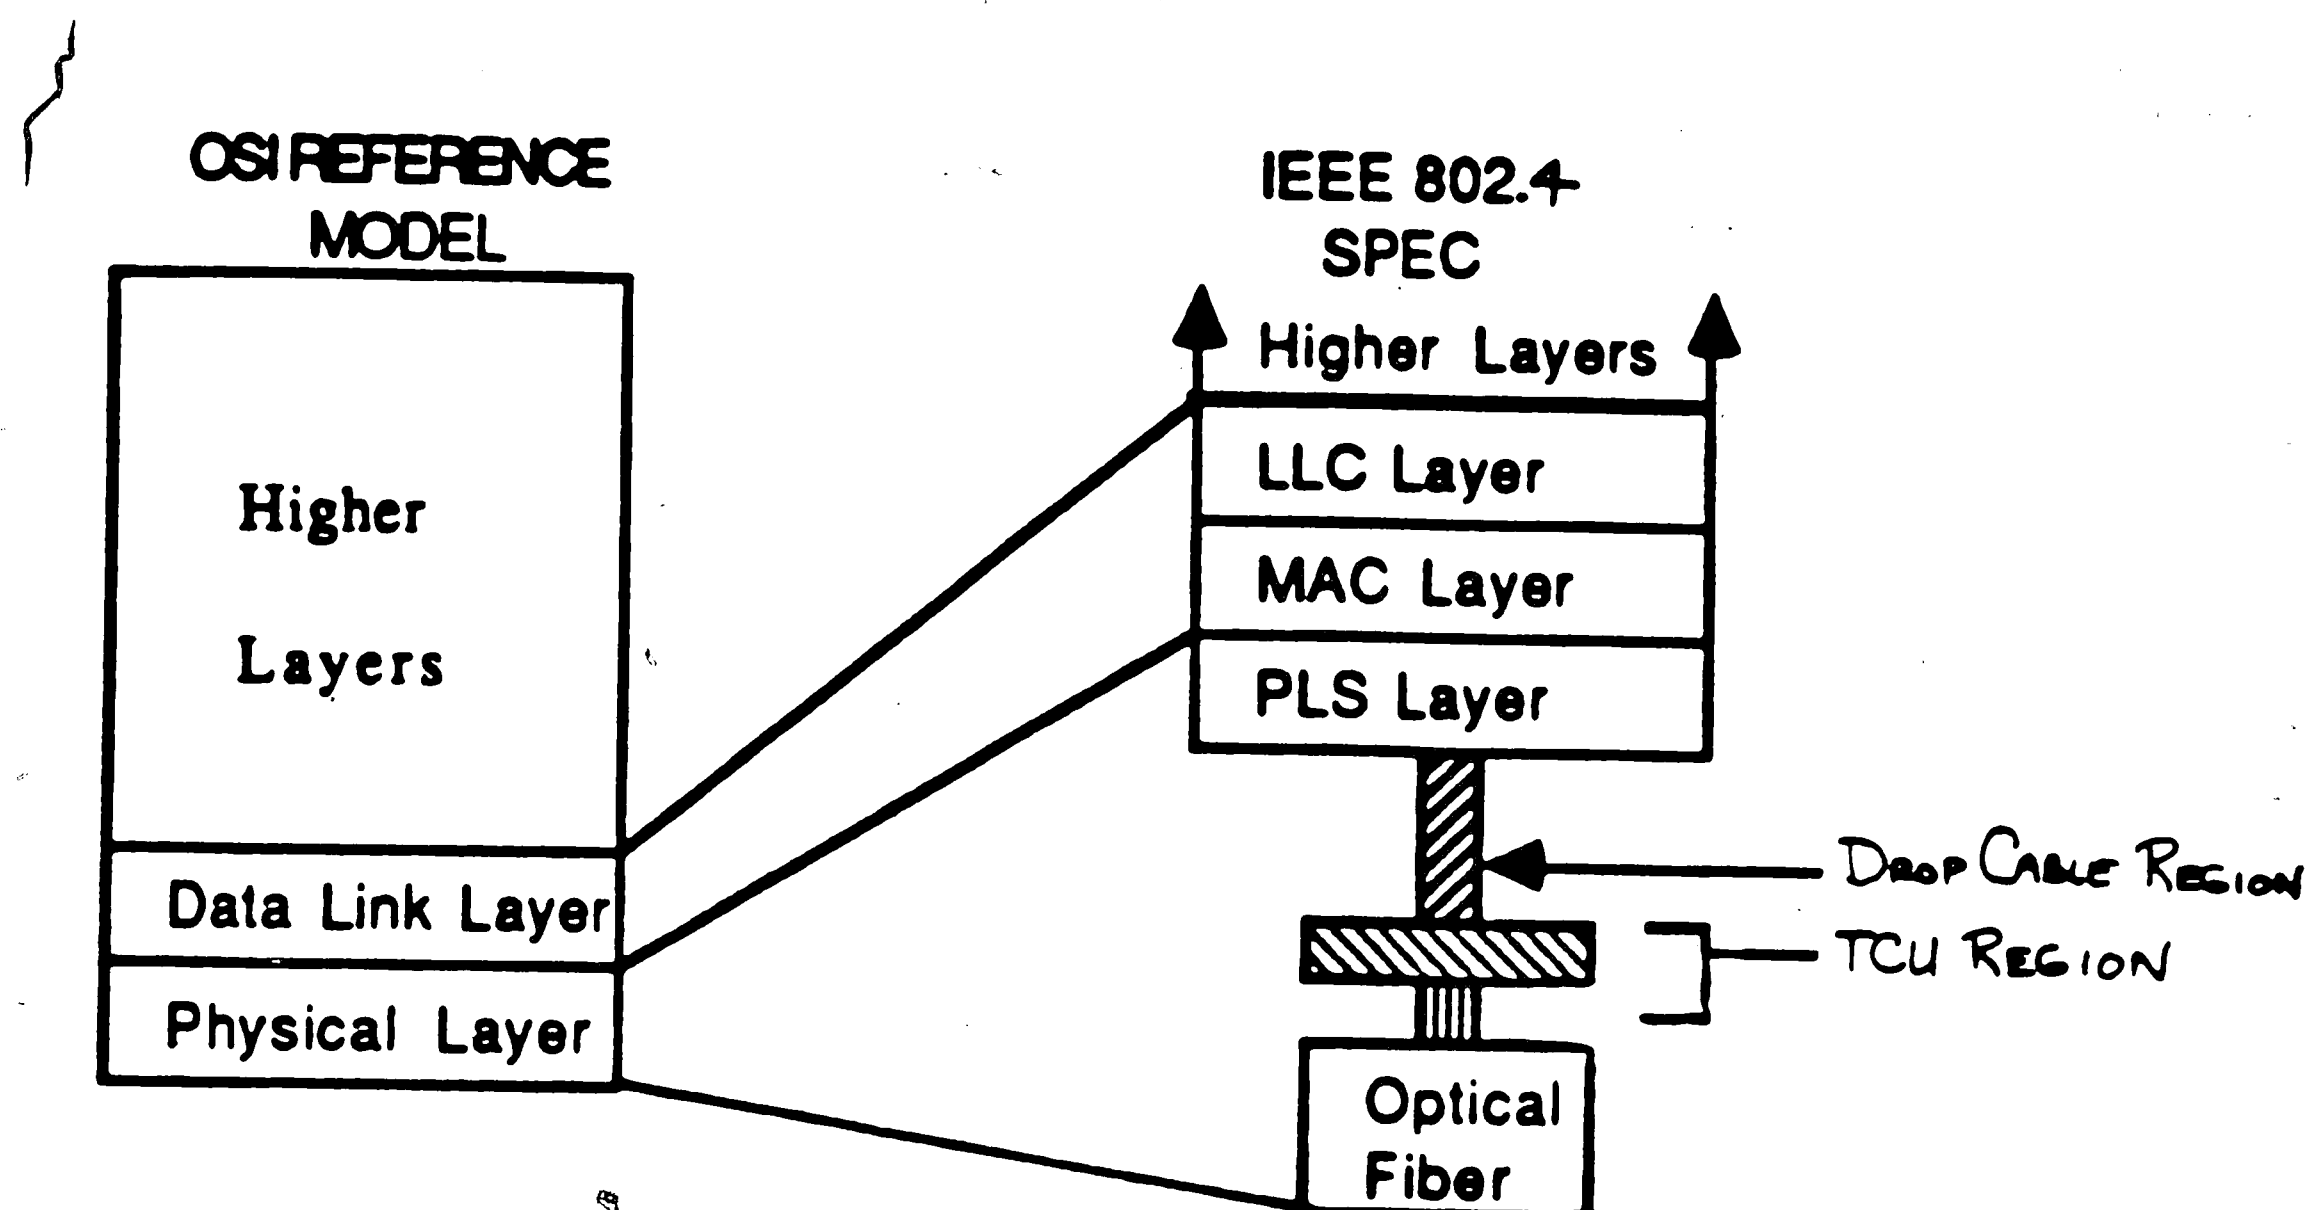 OSI REFERENCE
MODEL
Higher
Layers
Data Link Layer
Physical Layer
IEEE 802.4
SPEC
Higher Layers
LLC Layer
MAC Layer
PLS Layer
DROP CABLE REGION
TCU REGION
Optical
Fiber